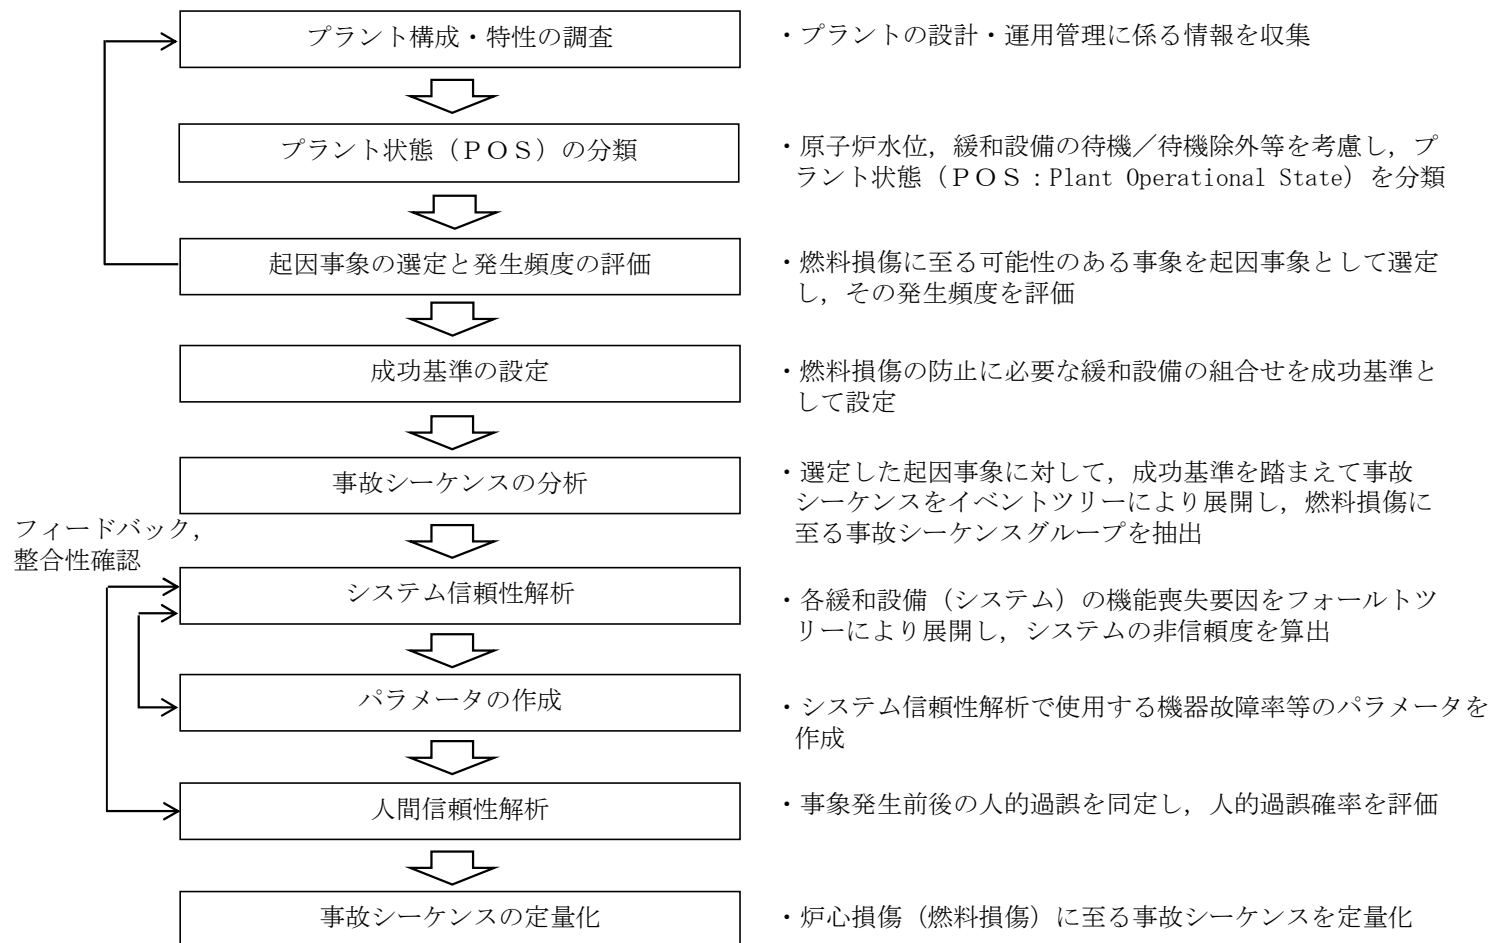 プラント構成・特性の調査
・プラントの設計・運用管理に係る情報を収集
プラント状態（ＰＯＳ）の分類
・原子炉水位，緩和設備の待機／待機除外等を考慮し，プ
ラント状態（ＰＯＳ：Plant Operational State）を分類
起因事象の選定と発生頻度の評価
・燃料損傷に至る可能性のある事象を起因事象として選定
し，その発生頻度を評価
成功基準の設定
・燃料損傷の防止に必要な緩和設備の組合せを成功基準と
して設定
事故シーケンスの分析
・選定した起因事象に対して，成功基準を踏まえて事故
シーケンスをイベントツリーにより展開し，燃料損傷に
至る事故シーケンスグループを抽出
フィードバック，
整合性確認
システム信頼性解析
・各緩和設備（システム）の機能喪失要因をフォールトツ
リーにより展開し，システムの非信頼度を算出
パラメータの作成
・システム信頼性解析で使用する機器故障率等のパラメータを
作成
人間信頼性解析
・事象発生前後の人的過誤を同定し，人的過誤確率を評価
事故シーケンスの定量化
・炉心損傷（燃料損傷）に至る事故シーケンスを定量化